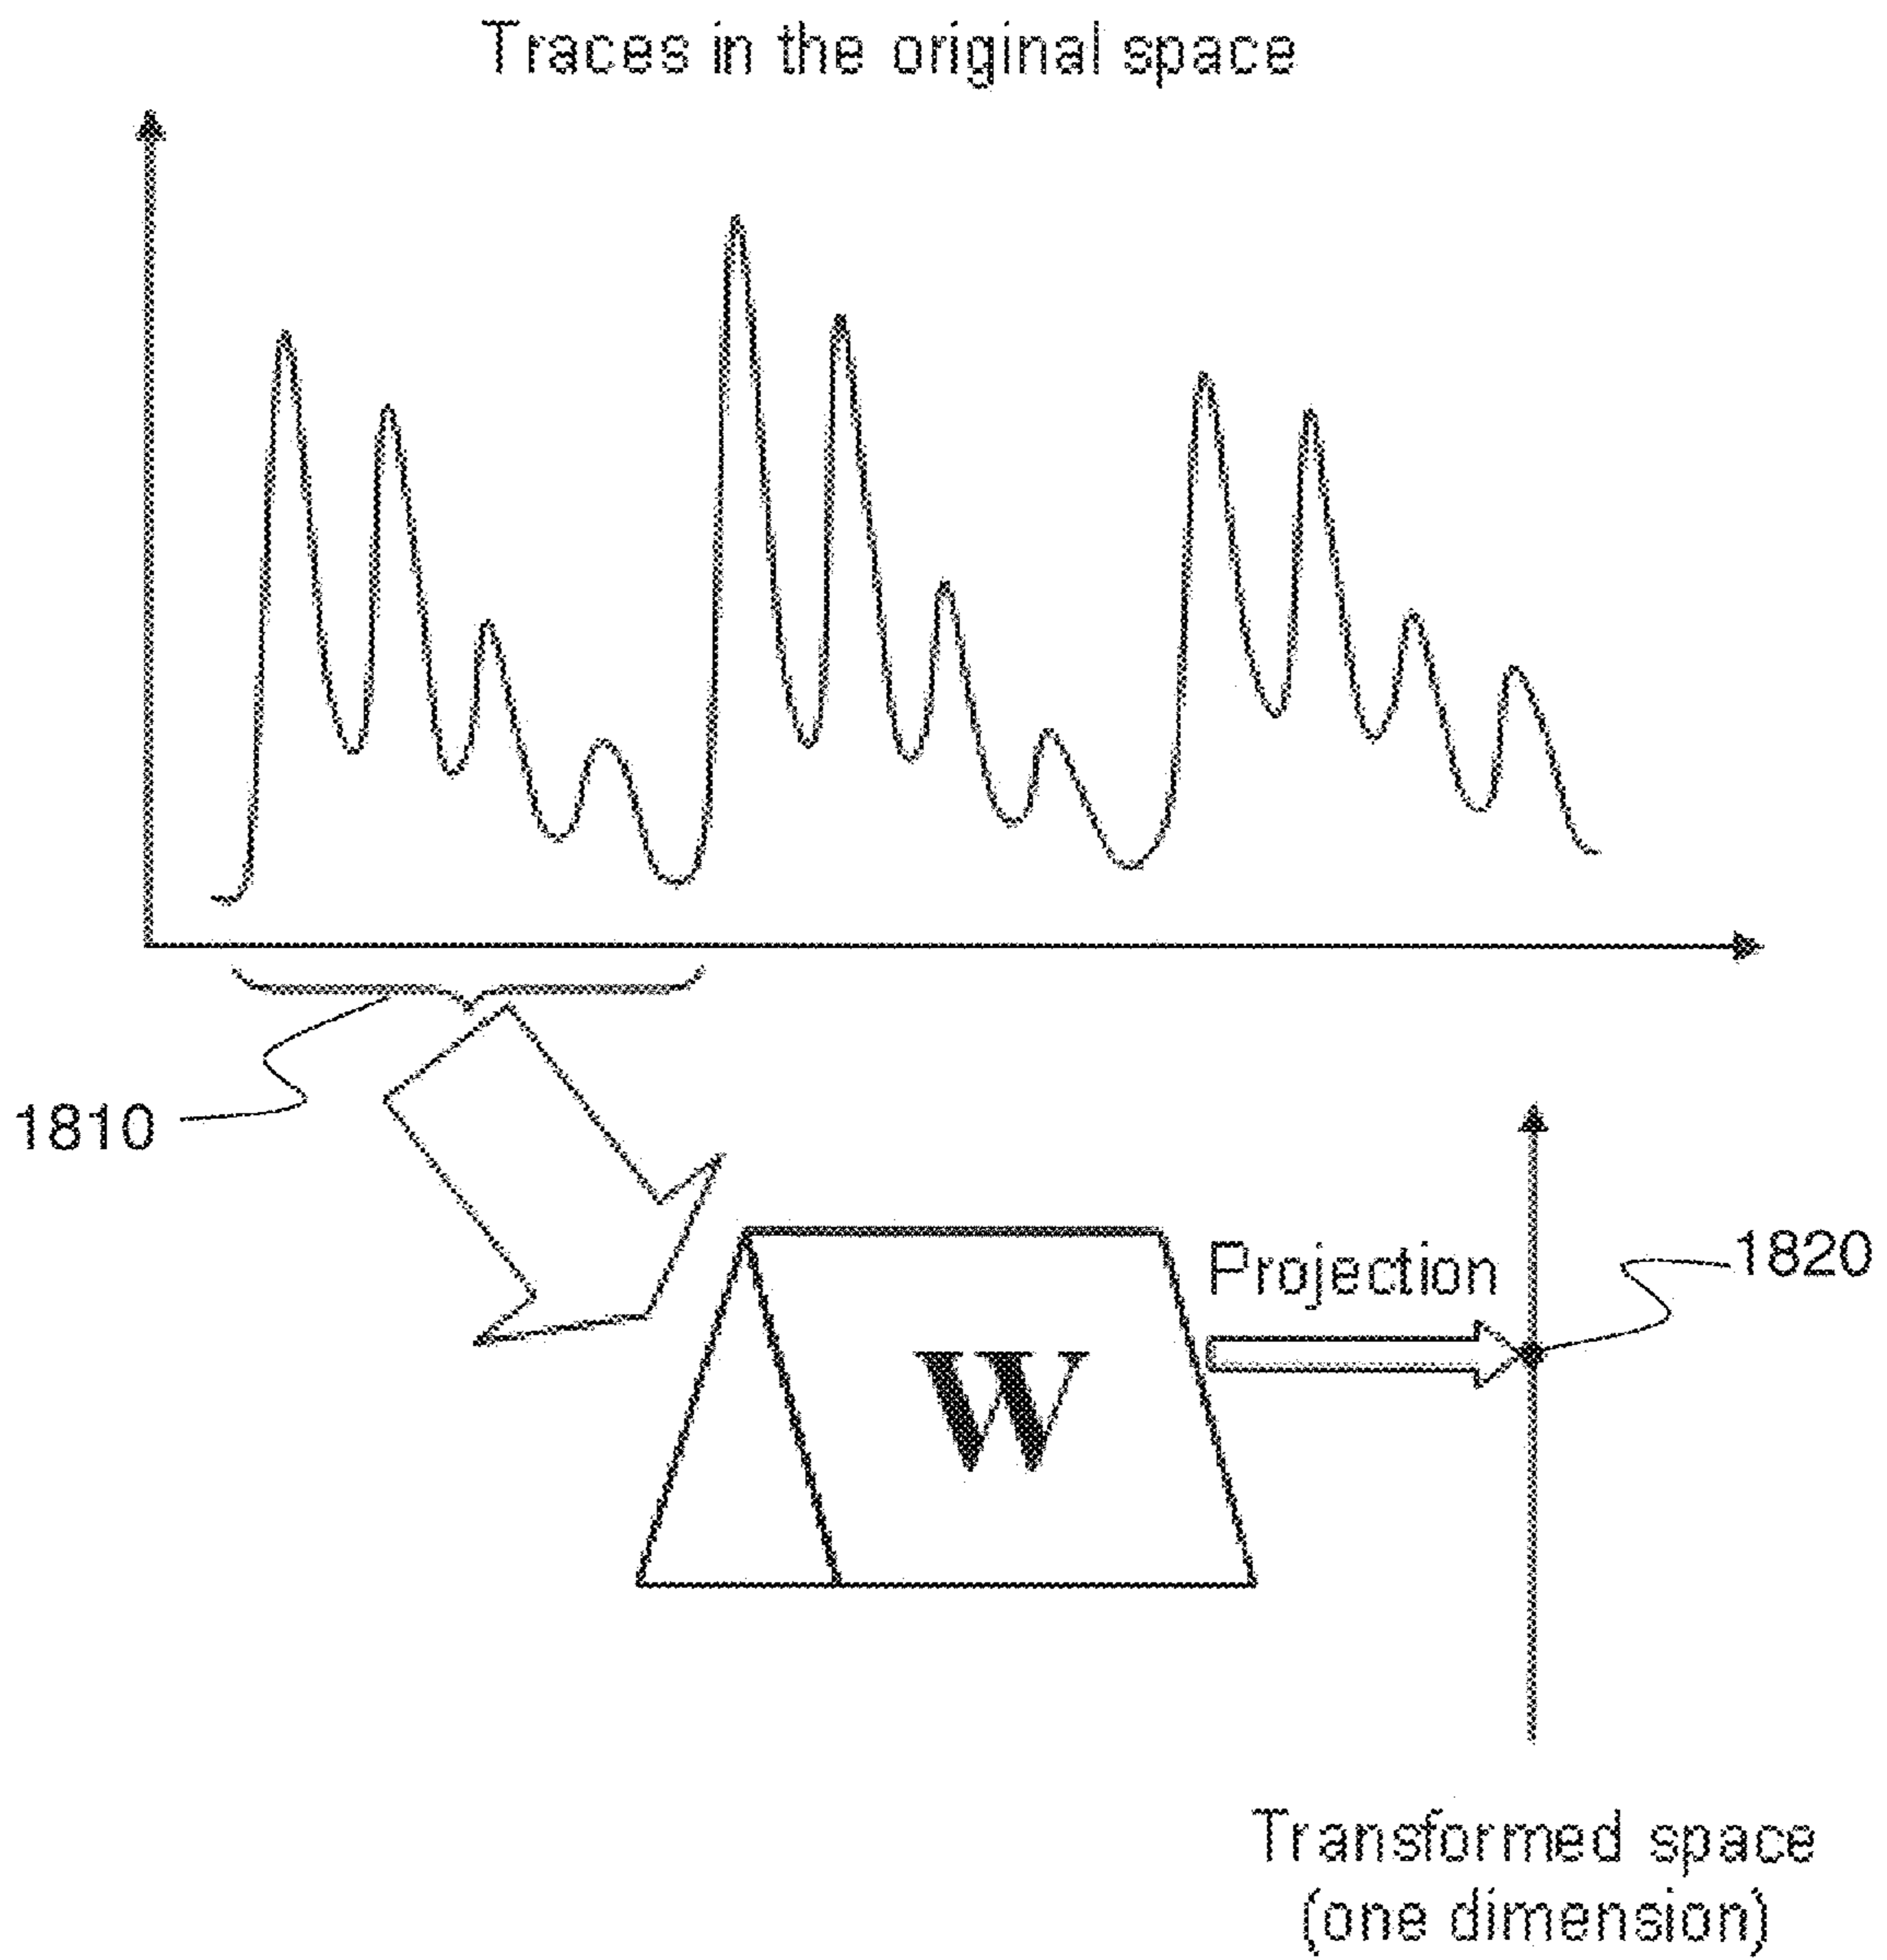 Traces in the original space
1810
Projection
1820
W
Transformed space
(one dimension)